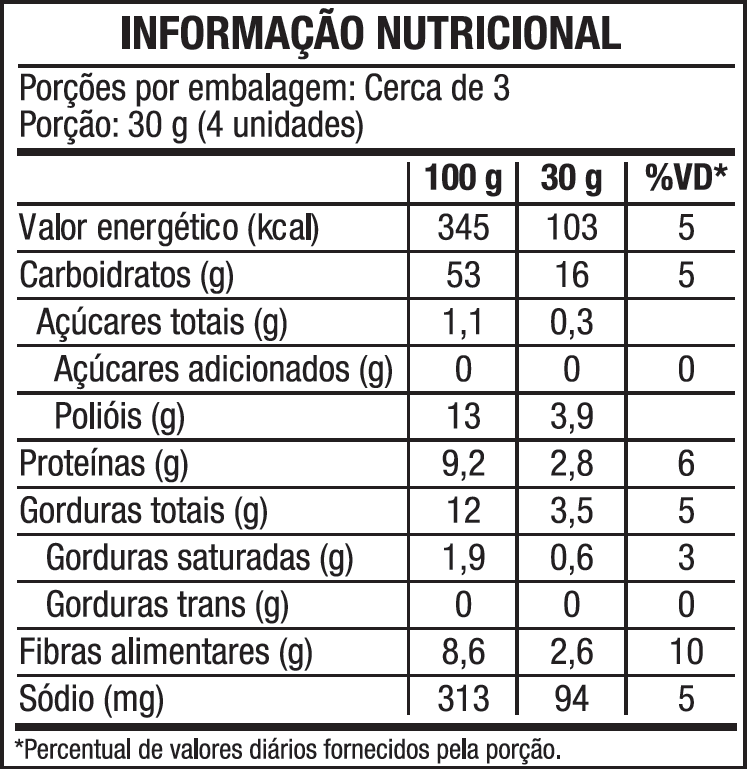 INFORMAÇÃO NUTRICIONAL
Porções por embalagem: Cerca de 3
Porção: 30 g (4 unidades)
100 g 30 g %VD*
Valor energético (kcal) 345 103 5
Carboidratos (g) 53 16 5
Açúcares totais (g) 1,1 0,3
Açúcares adicionados (g) 0 0 0
Polióis (g) 13 3,9
Proteínas (g) 9,2 2,8 6
Gorduras totais (g) 12 3,5 5
Gorduras saturadas (g) 1,9 0,6 3
Gorduras trans (g) 0 0 0
Fibras alimentares (g) 8,6 2,6 10
Sódio (mg) 313 94 5
*Percentual de valores diários fornecidos pela porção.